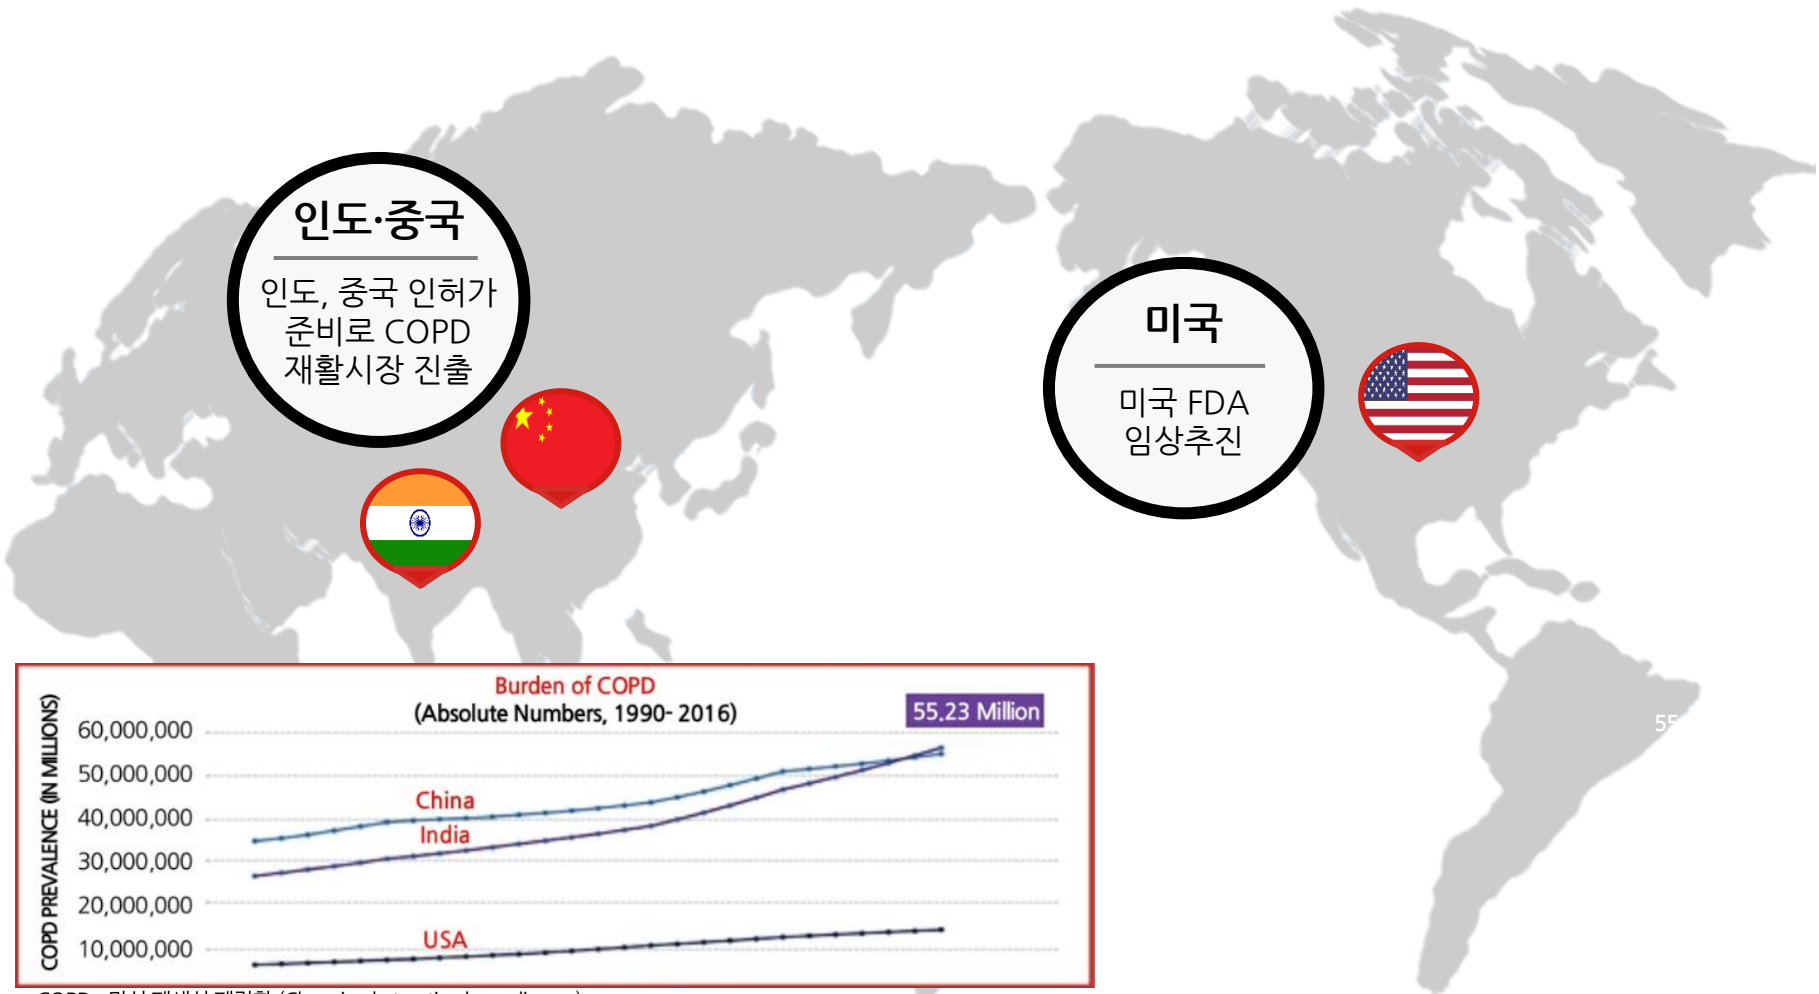 인도·중국
인도, 중국 인허가
준비로 COPD
재활시장 진출
미국
미국 FDA
임상추진
Burden of COPD
(Absolute Numbers, 1990- 2016)
55.23 Million
55
COPD PREVALENCE (IN MILLIONS)
60,000,000
50,000,000
40,000,000
30,000,000
20,000,000
10,000,000
China
India
USA